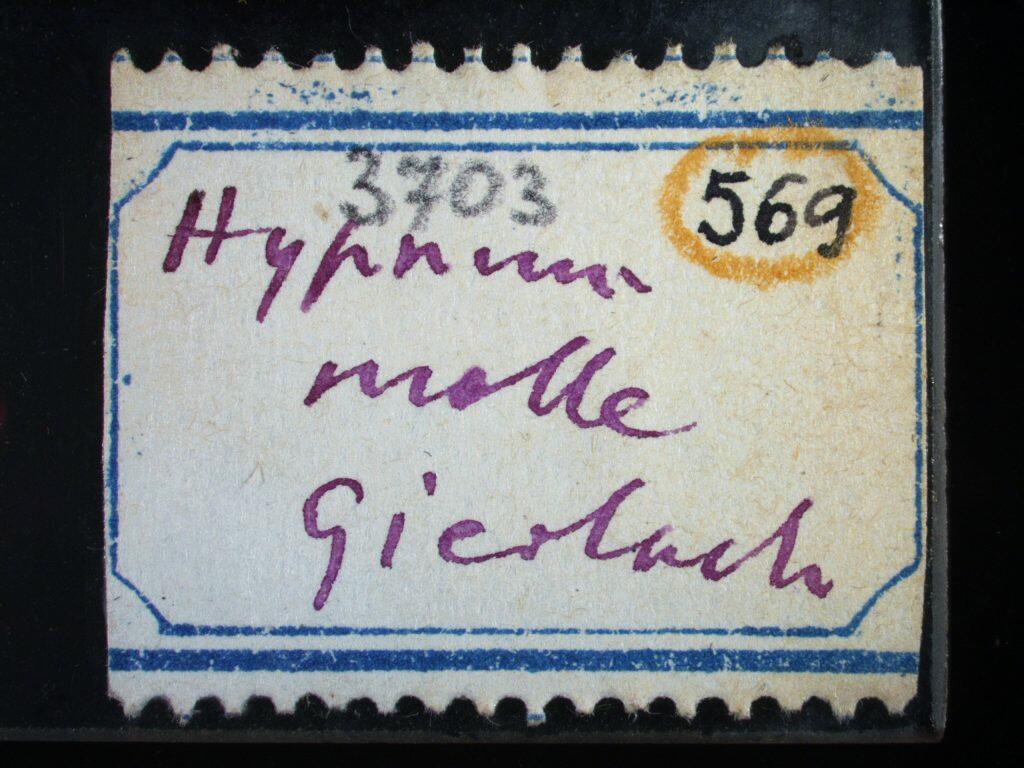 3703
569
Hypnum
molle
Gierlach